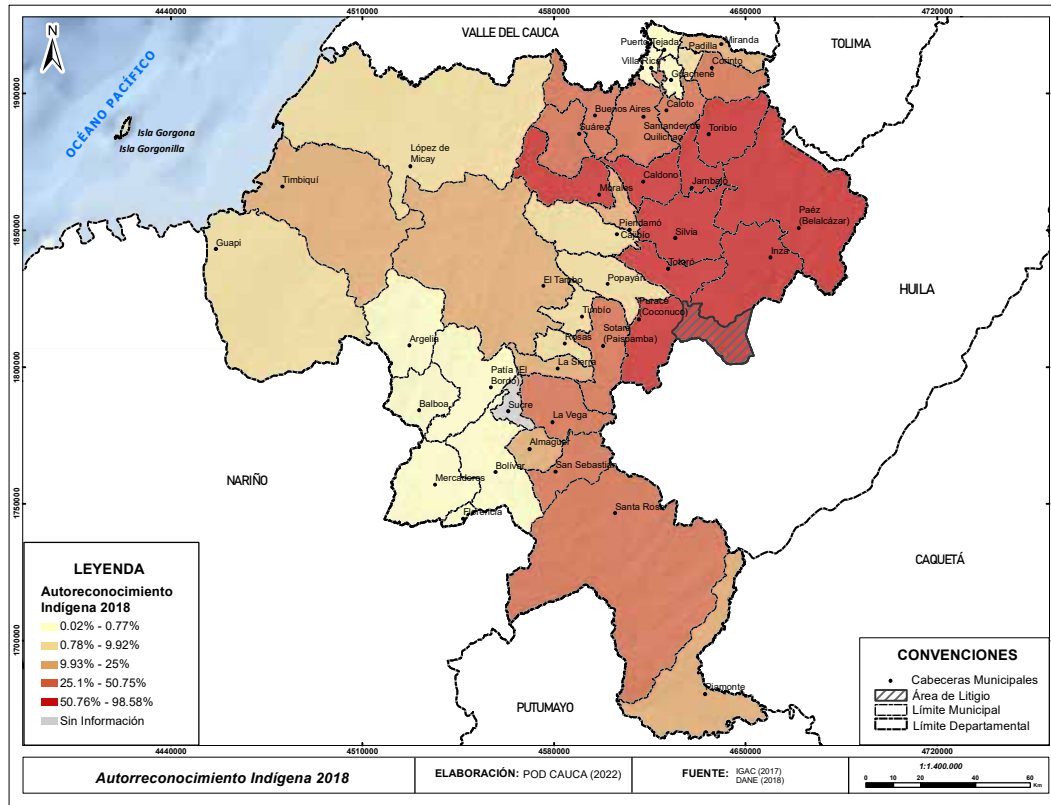 4440000 4510000 4580000 4650000 4720000
N
VALLE DEL CAUCA
TOLIMA
OCÉANO PACÍFICO
Isla Gorgona
Isla Gorgonilla
1900000
1850000
1800000
1750000
1700000
Puerto Tejada
Padilla
Miranda
Villa Rica
Corinto
Guachené
Buenos Aires
Caloto
Suárez
Santander de
Quilichao
Toribío
López de
Micay
Timbiquí
Caldono
Jambaló
Morales
Páez
(Belalcázar)
Piendamó
Cajibío
Silvia
Guapi
Inza
Totoró
El Tambo
Popayán
HUILA
Puracé
(Coconuco)
Timbío
Sotara
(Paispamba)
Rosas
Argelia
La Sierra
Patía (El
Bordo)
Balboa
Sucre
La Vega
Almaguer
NARIÑO
Bolívar
San Sebastián
Mercaderes
Florencia
Santa Rosa
CAQUETÁ
Piamonte
PUTUMAYO
LEYENDA
Autoreconocimiento
Indígena 2018
0.02% - 0.77%
0.78% - 9.92%
9.93% - 25%
25.1% - 50.75%
50.76% - 98.58%
Sin Información
CONVENCIONES
Cabeceras Municipales
Área de Litigio
Límite Municipal
Límite Departamental
4440000 4510000 4580000 4650000 4720000
Autorreconocimiento Indígena 2018
ELABORACIÓN: POD CAUCA (2022)
FUENTE: IGAC (2017)
DANE (2018)
1:1.400.000
0 10 20 40 60
Km